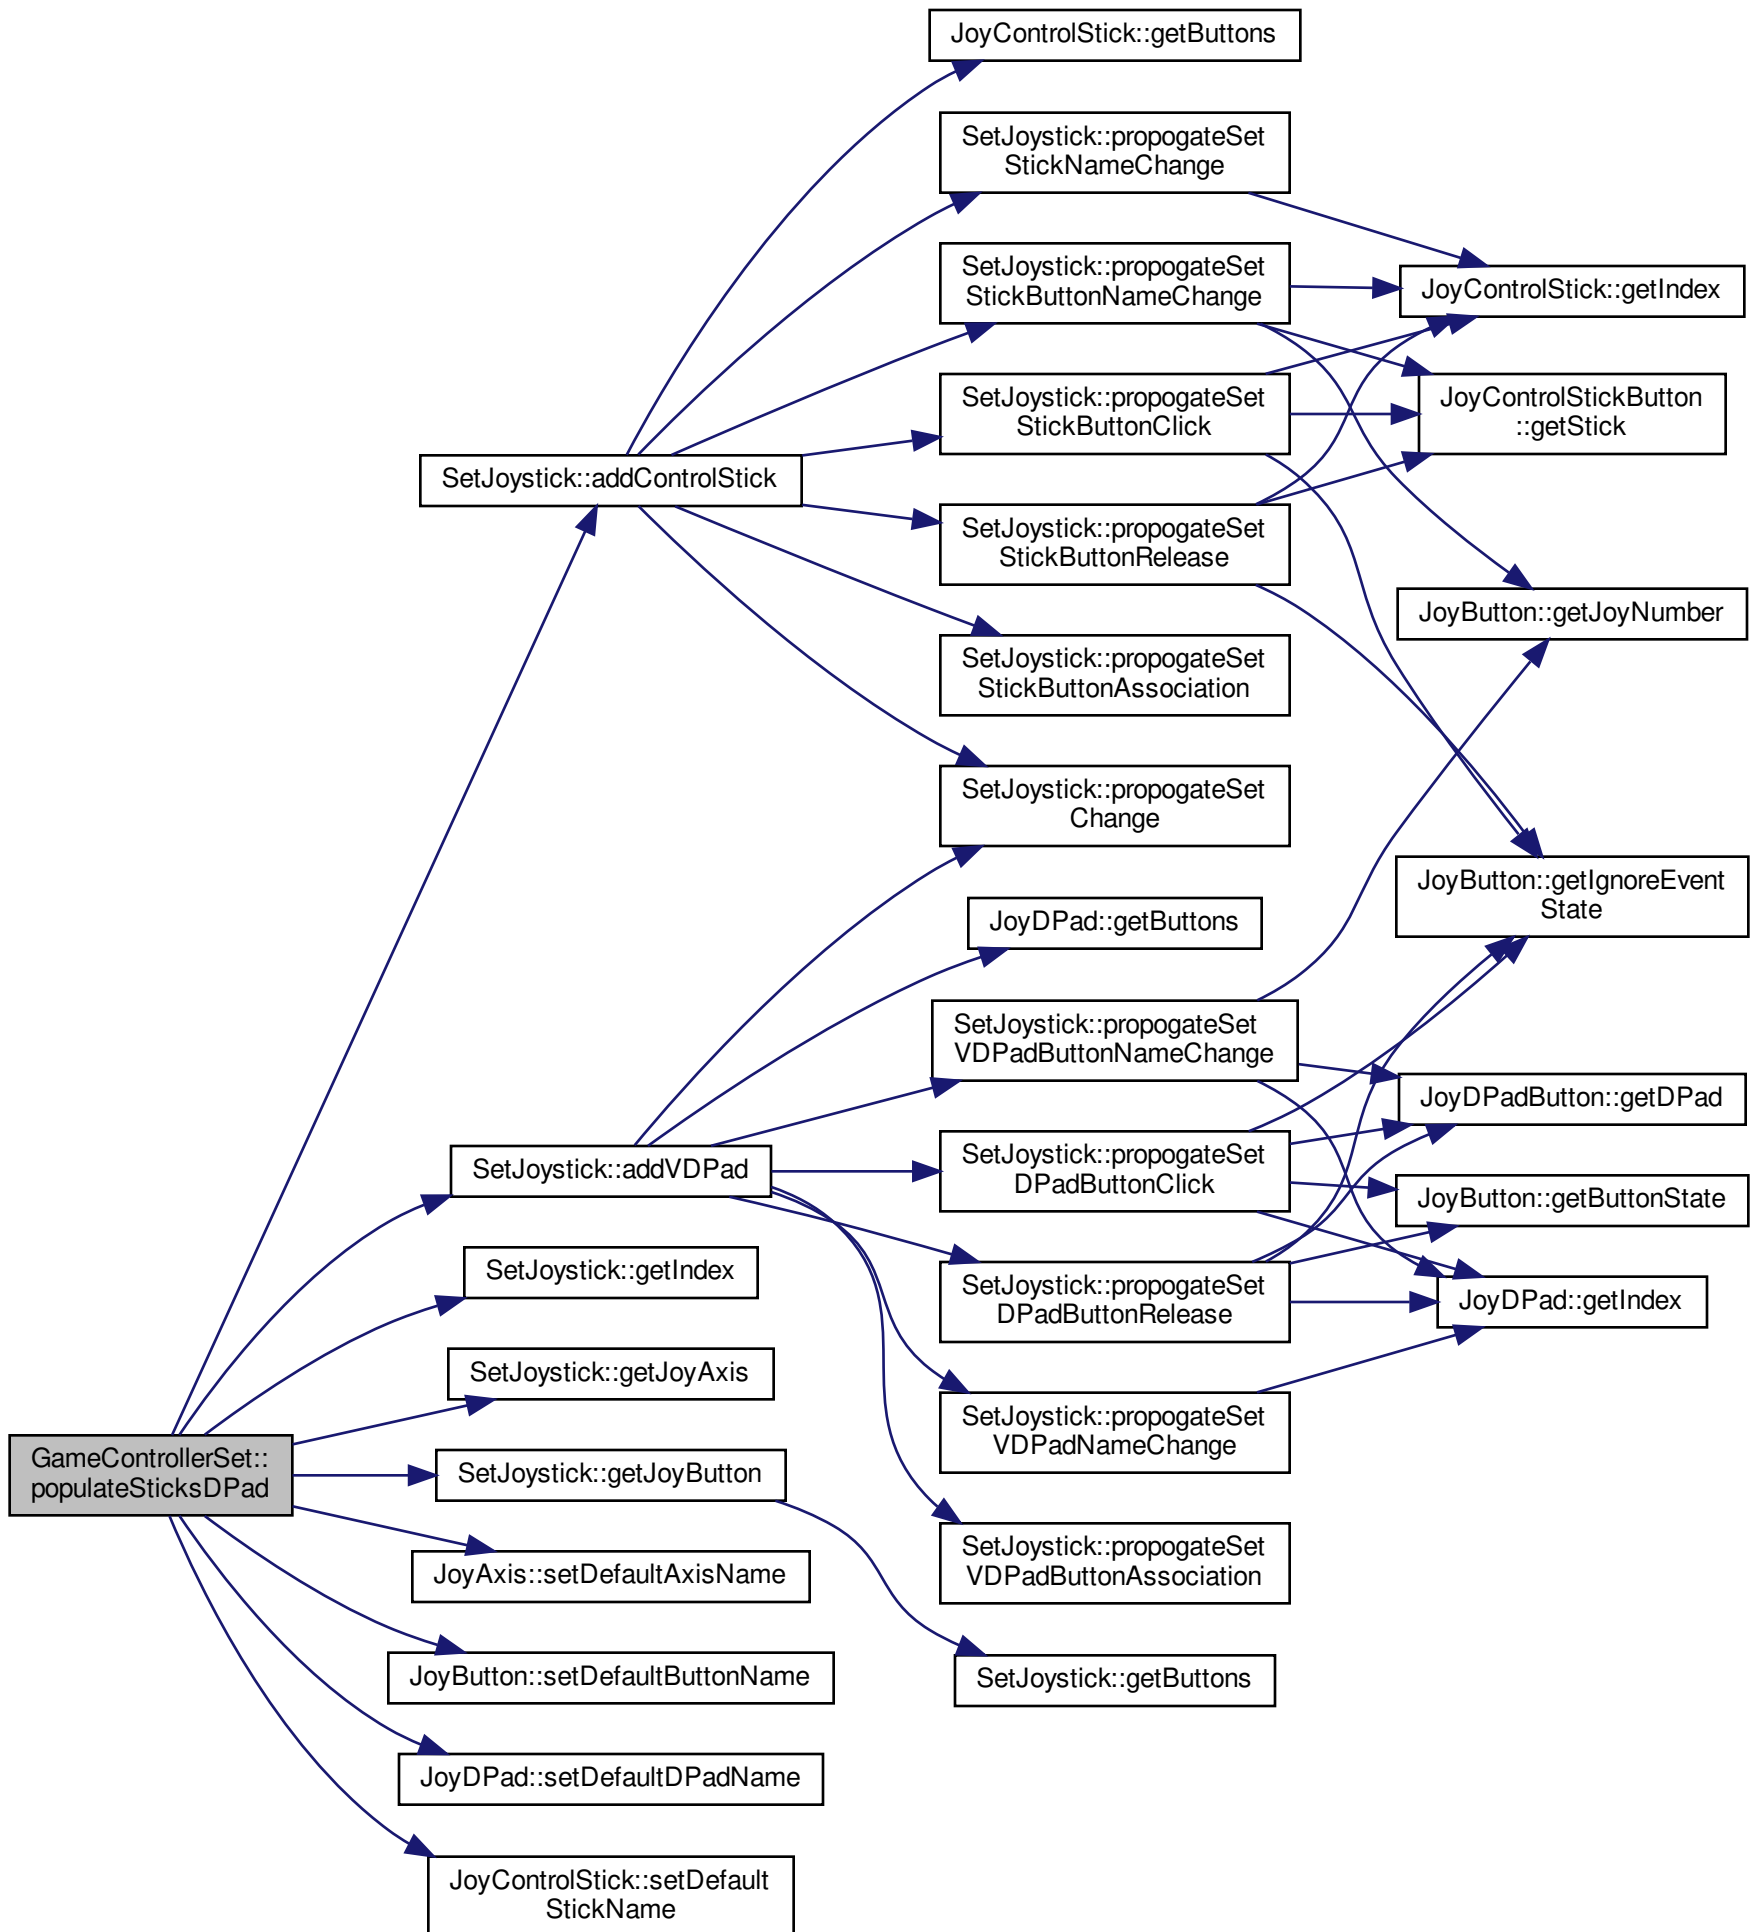 JoyControlStick::getButtons
SetJoystick::propogateSet
StickNameChange
SetJoystick::propogateSet
StickButtonNameChange
JoyControlStick::getIndex
SetJoystick::propogateSet
StickButtonClick
JoyControlStickButton
::getStick
SetJoystick::addControlStick
SetJoystick::propogateSet
StickButtonRelease
JoyButton::getJoyNumber
SetJoystick::propogateSet
StickButtonAssociation
SetJoystick::propogateSet
Change
JoyButton::getIgnoreEvent
State
JoyDPad::getButtons
SetJoystick::propogateSet
VDPadButtonNameChange
JoyDPadButton::getDPad
SetJoystick::addVDPad
SetJoystick::propogateSet
DPadButtonClick
JoyButton::getButtonState
SetJoystick::getIndex
SetJoystick::propogateSet
DPadButtonRelease
JoyDPad::getIndex
SetJoystick::getJoyAxis
SetJoystick::propogateSet
VDPadNameChange
GameControllerSet::
populateSticksDPad
SetJoystick::getJoyButton
SetJoystick::propogateSet
VDPadButtonAssociation
JoyAxis::setDefaultAxisName
JoyButton::setDefaultButtonName
SetJoystick::getButtons
JoyDPad::setDefaultDPadName
JoyControlStick::setDefault
StickName